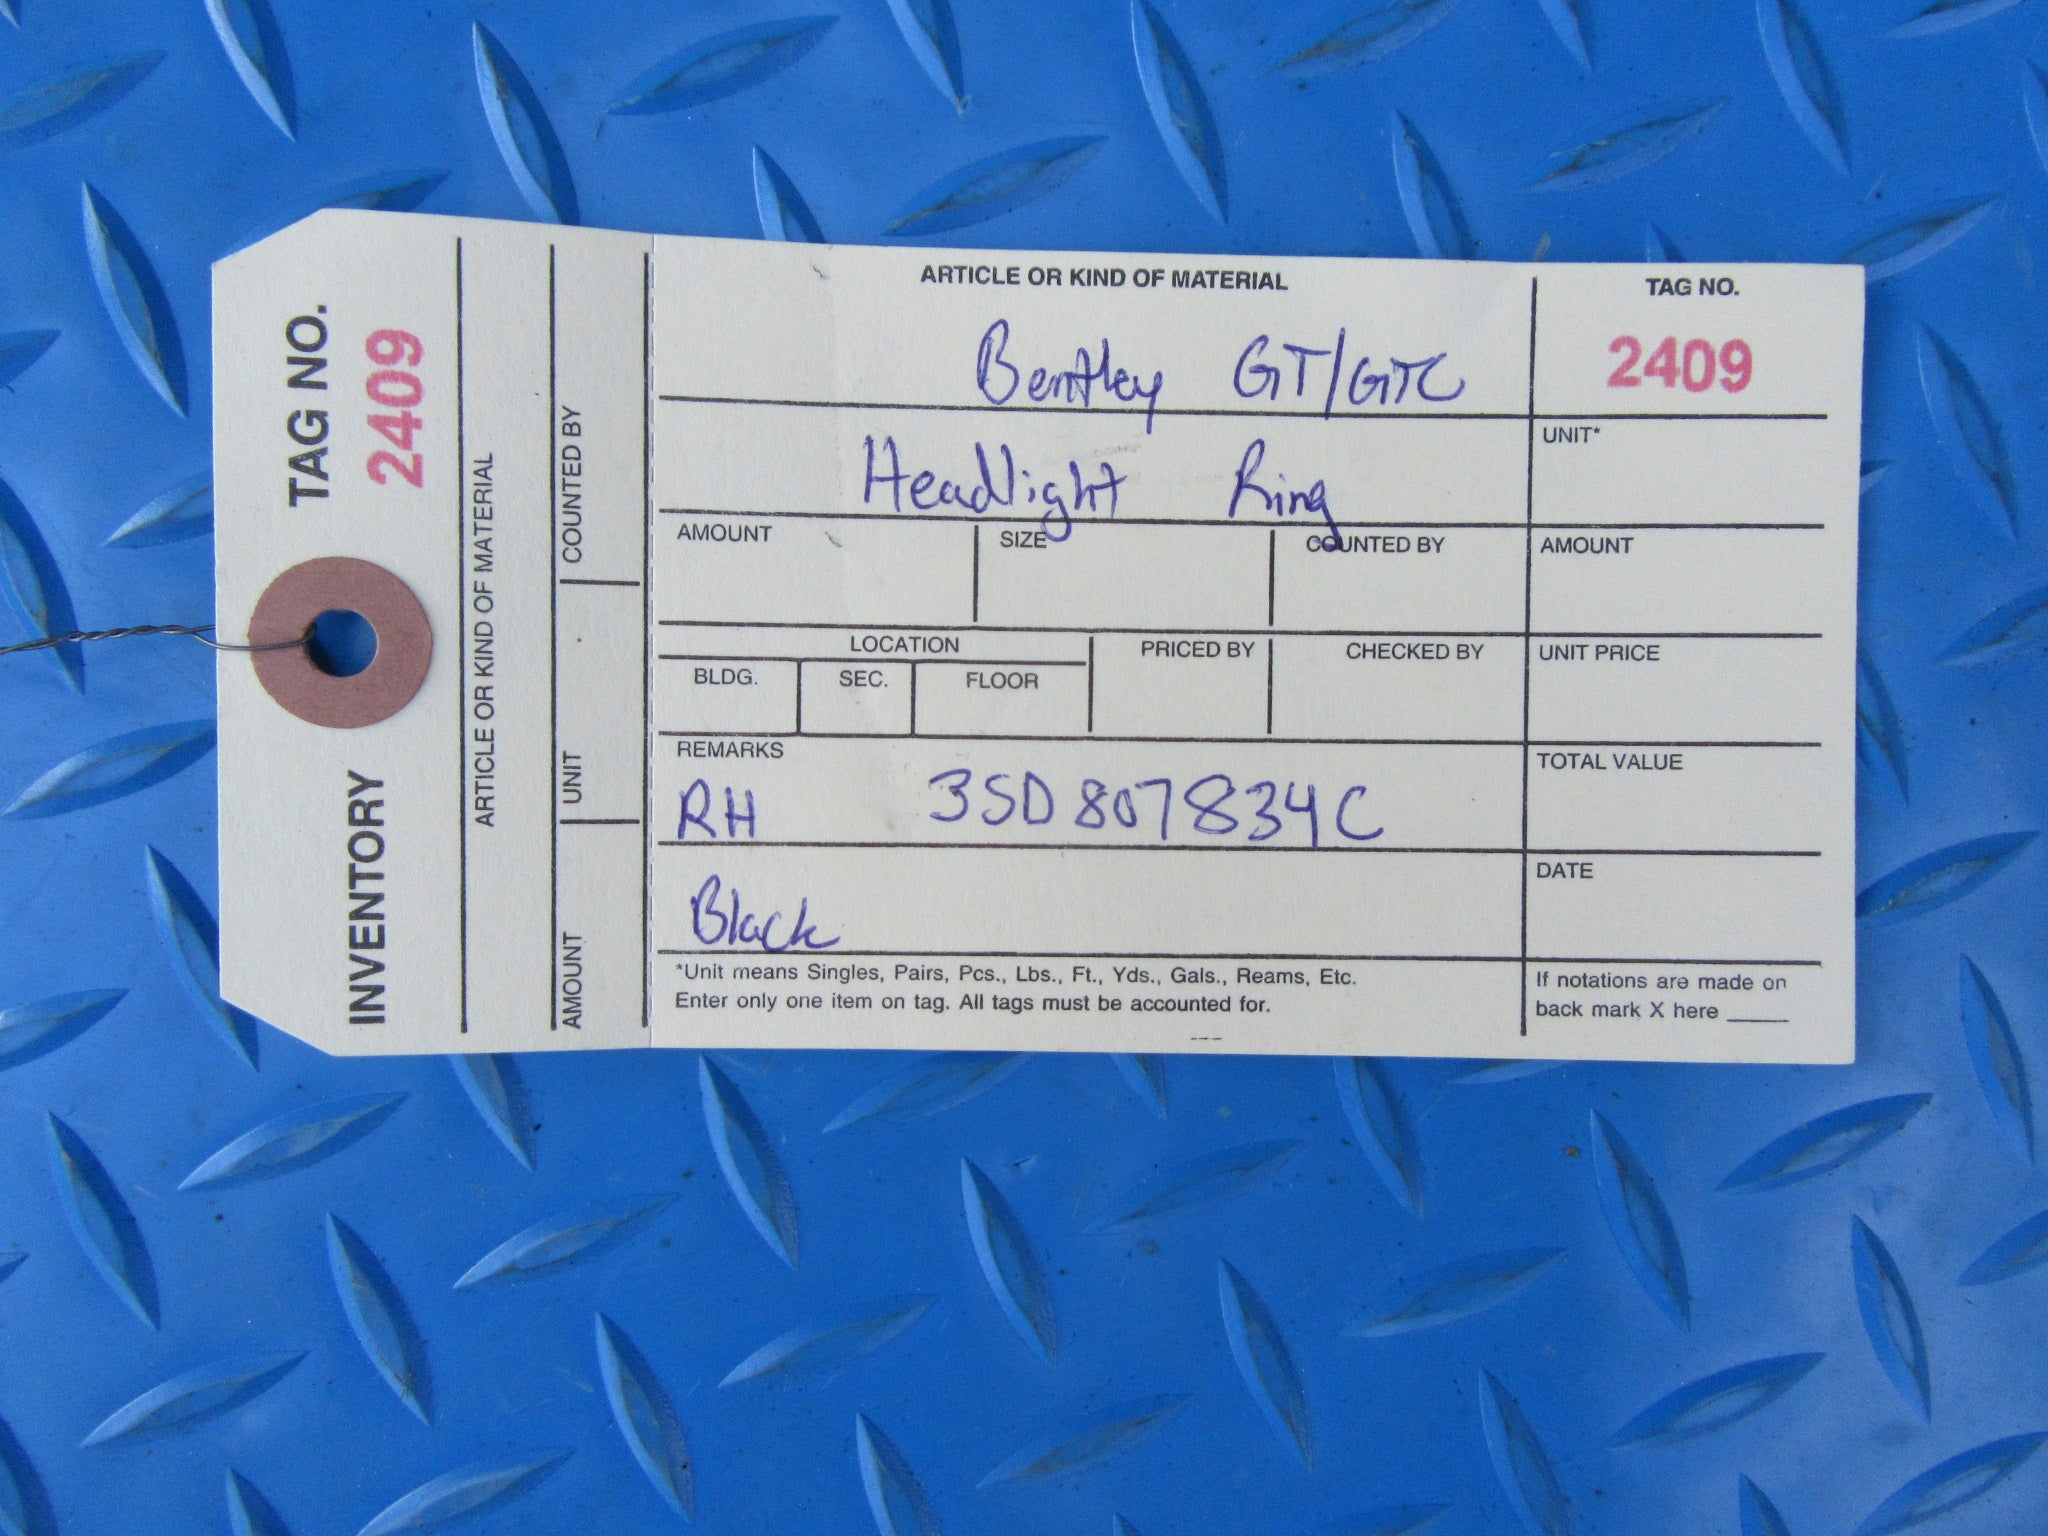 TAG NO.
2409
INVENTORY
ARTICLE OR KIND OF MATERIAL
COUNTED BY
UNIT
AMOUNT
ARTICLE OR KIND OF MATERIAL
Bentley GT/GTC
Headlight Ring
TAG NO.
2409
UNIT*
AMOUNT
SIZE
COUNTED BY
AMOUNT
LOCATION
BLDG.
SEC.
FLOOR
PRICED BY
CHECKED BY
UNIT PRICE
REMARKS
RH 3SD807834C
Black
TOTAL VALUE
DATE
*Unit means Singles, Pairs, Pcs., Lbs., Ft., Yds., Gals., Reams, Etc.
Enter only one item on tag. All tags must be accounted for.
If notations are made on
back mark X here ____